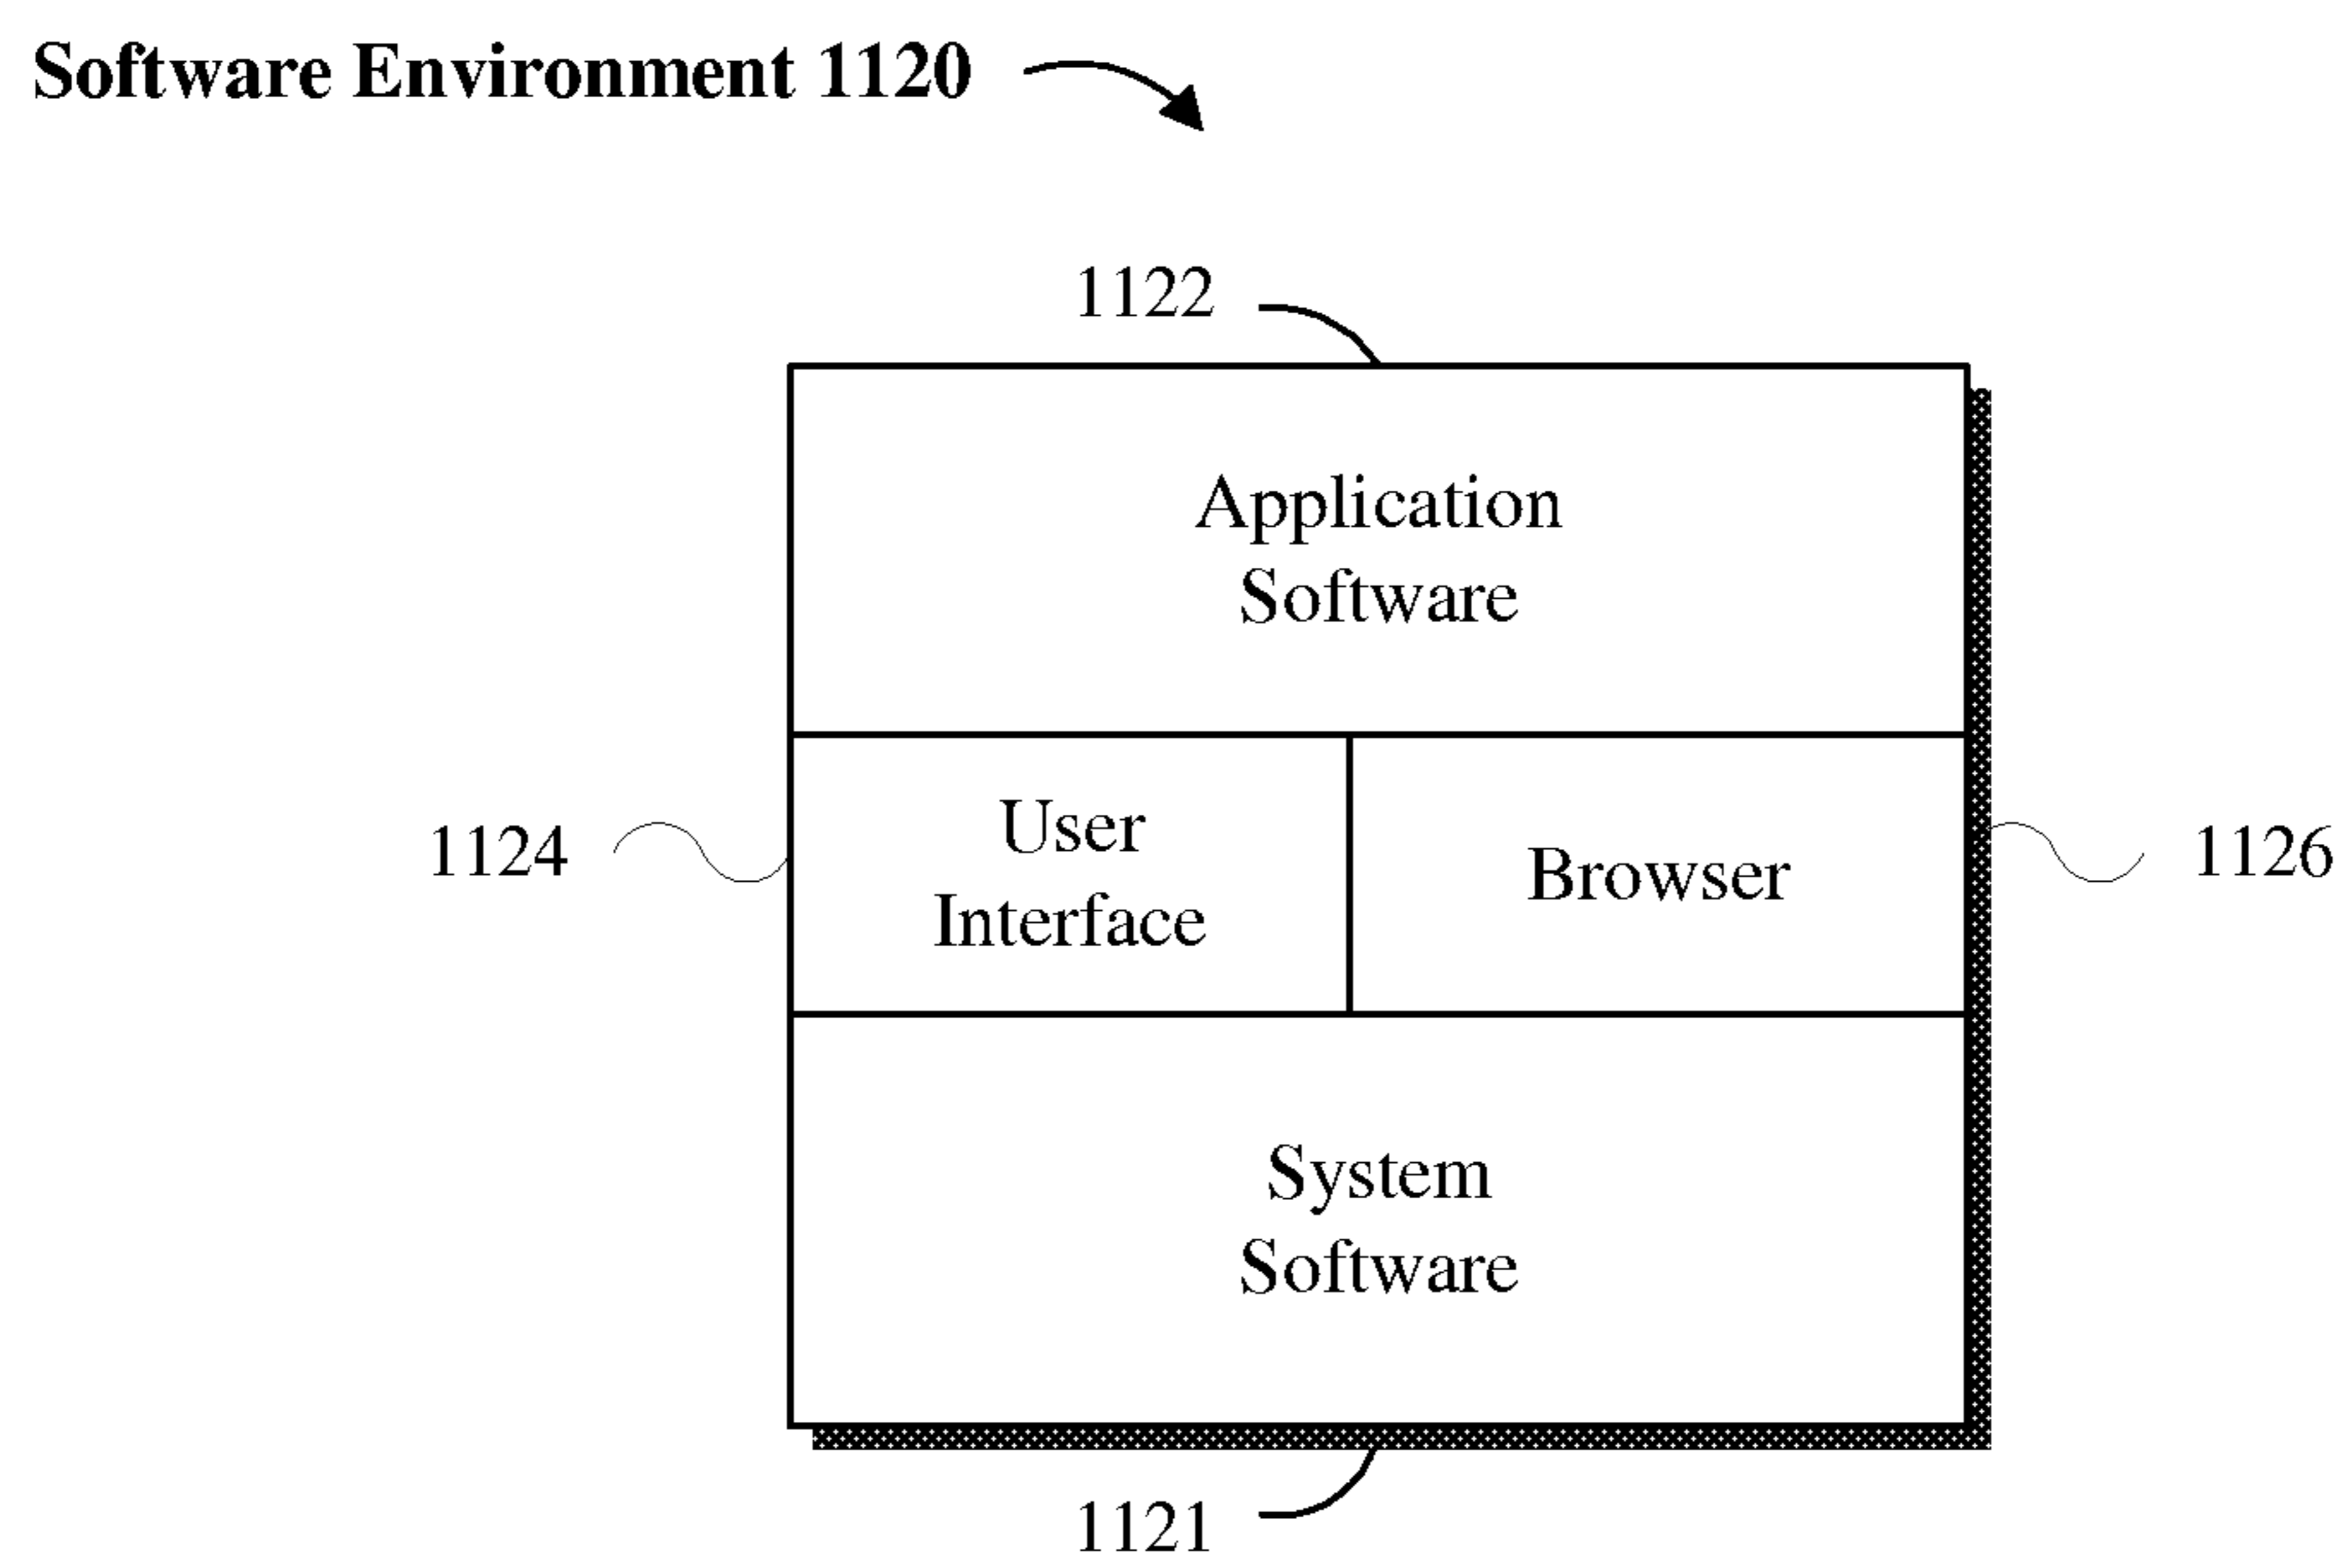 Software Environment 1120
1122
Application
Software
1124
User
Interface
Browser
1126
System
Software
1121